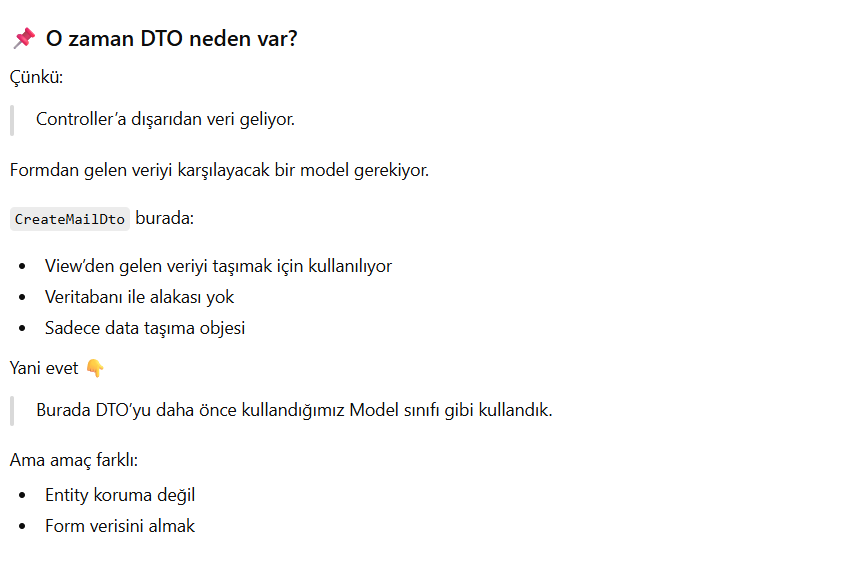 📌 O zaman DTO neden var?
Çünkü:
Controller’a dışarıdan veri geliyor.
Formdan gelen veriyi karşılayacak bir model gerekiyor.
CreateMailDto burada:
• View’den gelen veriyi taşımak için kullanılıyor
• Veritabanı ile alakası yok
• Sadece data taşıma objesi
Yani evet 👇
Burada DTO’yu daha önce kullandığımız Model sınıfı gibi kullandık.
Ama amaç farklı:
• Entity koruma değil
• Form verisini almak